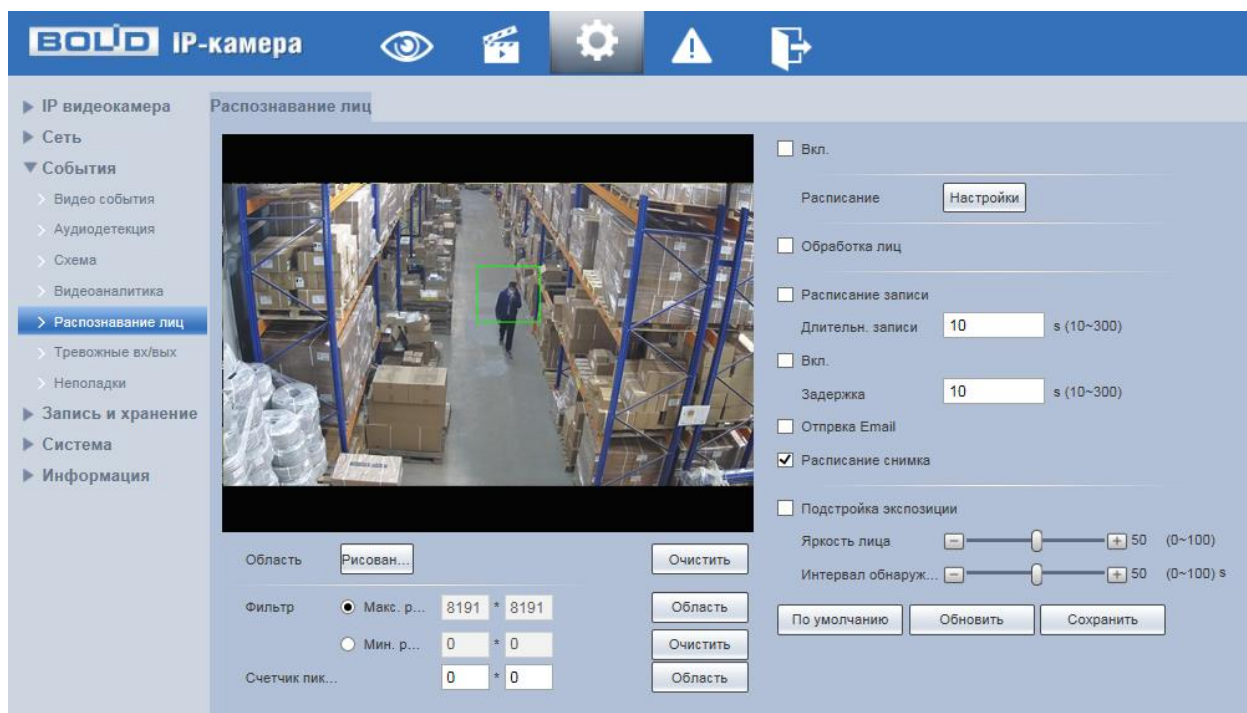 BOLID IP-камера
IP видеокамера
Сеть
События
Видео события
Аудиодетекция
Схема
Видеоаналитика
Распознавание лиц
Тревожные вх/вых
Неполадки
Запись и хранение
Система
Информация
Распознавание лиц
Область Рисован... Очистить
Фильтр Макс. р... 8191 * 8191 Область
Мин. р... 0 * 0 Очистить
Счетчик пик... 0 * 0 Область
Вкл.
Расписание Настройки
Обработка лиц
Расписание записи
Длительн. записи 10 s (10~300)
Вкл.
Задержка 10 s (10~300)
Отпрвка Email
Расписание снимка
Подстройка экспозиции
Яркость лица 50 (0~100)
Интервал обнаруж... 50 (0~100) s
По умолчанию Обновить Сохранить